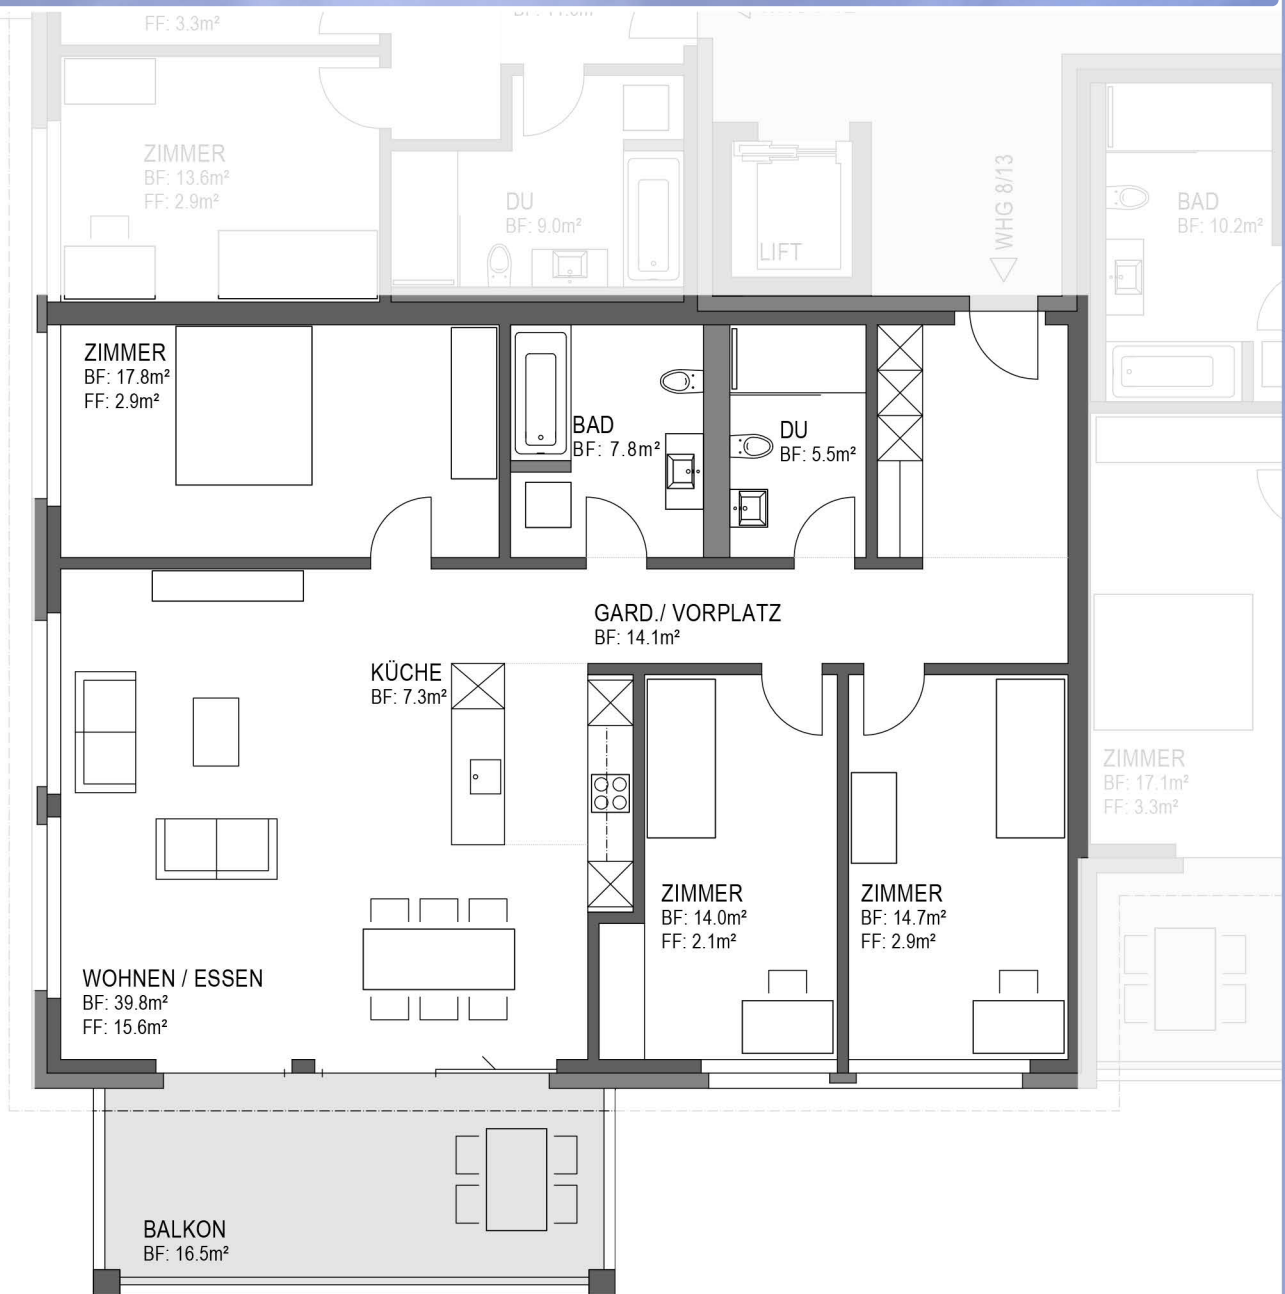 FF: 3.3m²
ZIMMER
BF: 13.6m²
FF: 2.9m²
DU
BF: 9.0m²
LIFT
WHG 8/13
BAD
BF: 10.2m²
ZIMMER
BF: 17.8m²
FF: 2.9m²
BAD
BF: 7.8m²
DU
BF: 5.5m²
GARD./ VORPLATZ
BF: 14.1m²
KÜCHE
BF: 7.3m²
ZIMMER
BF: 17.1m²
FF: 3.3m²
ZIMMER
BF: 14.0m²
FF: 2.1m²
ZIMMER
BF: 14.7m²
FF: 2.9m²
WOHNEN / ESSEN
BF: 39.8m²
FF: 15.6m²
BALKON
BF: 16.5m²